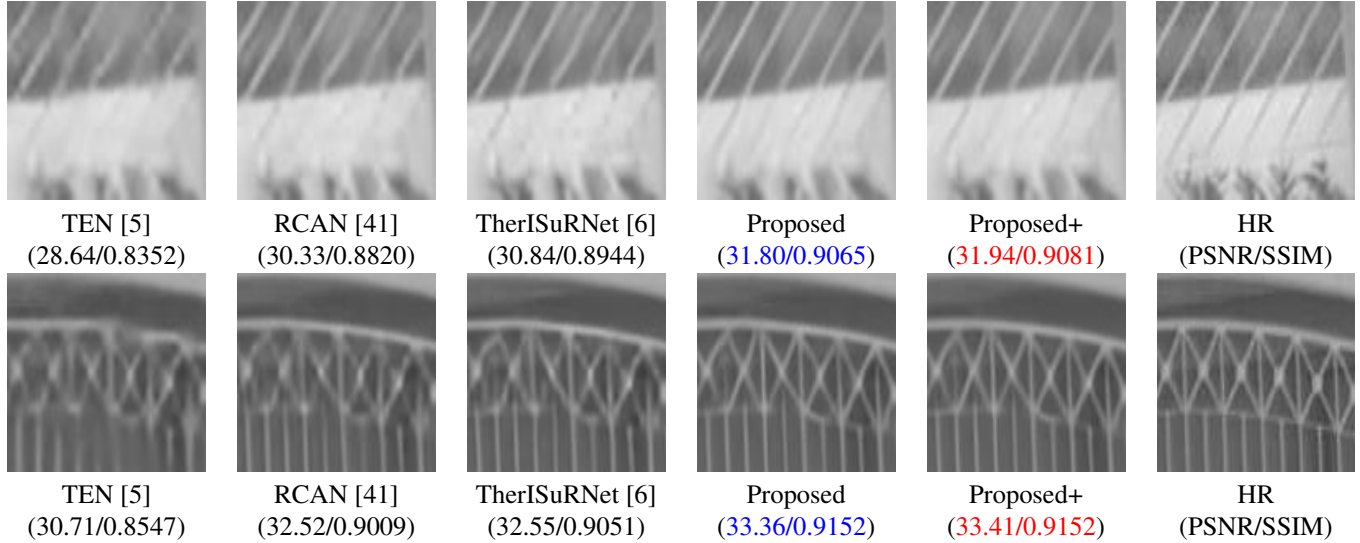 TEN [5] RCAN [41] TherISuRNet [6] Proposed Proposed+ HR
(28.64/0.8352) (30.33/0.8820) (30.84/0.8944) (31.80/0.9065) (31.94/0.9081) (PSNR/SSIM)
TEN [5] RCAN [41] TherISuRNet [6] Proposed Proposed+ HR
(30.71/0.8547) (32.52/0.9009) (32.55/0.9051) (33.36/0.9152) (33.41/0.9152) (PSNR/SSIM)